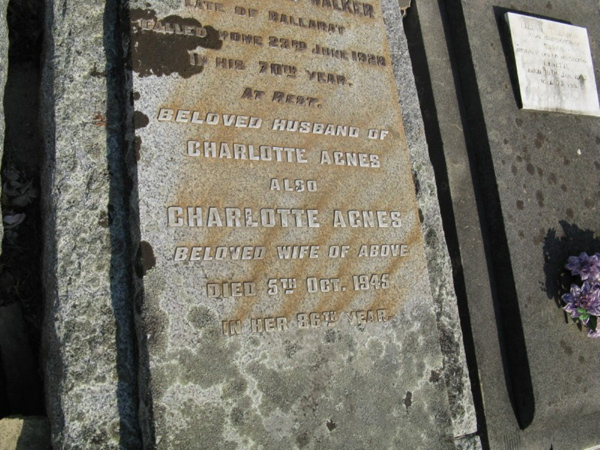 WALKER
LATE OF BALLARAT
CALLED HOME 23RD JUNE 1928
IN HIS 70TH YEAR.
AT REST.
BELOVED HUSBAND OF
CHARLOTTE AGNES
ALSO
CHARLOTTE AGNES
BELOVED WIFE OF ABOVE
DIED 5TH OCT. 1945
IN HER 86TH YEAR.